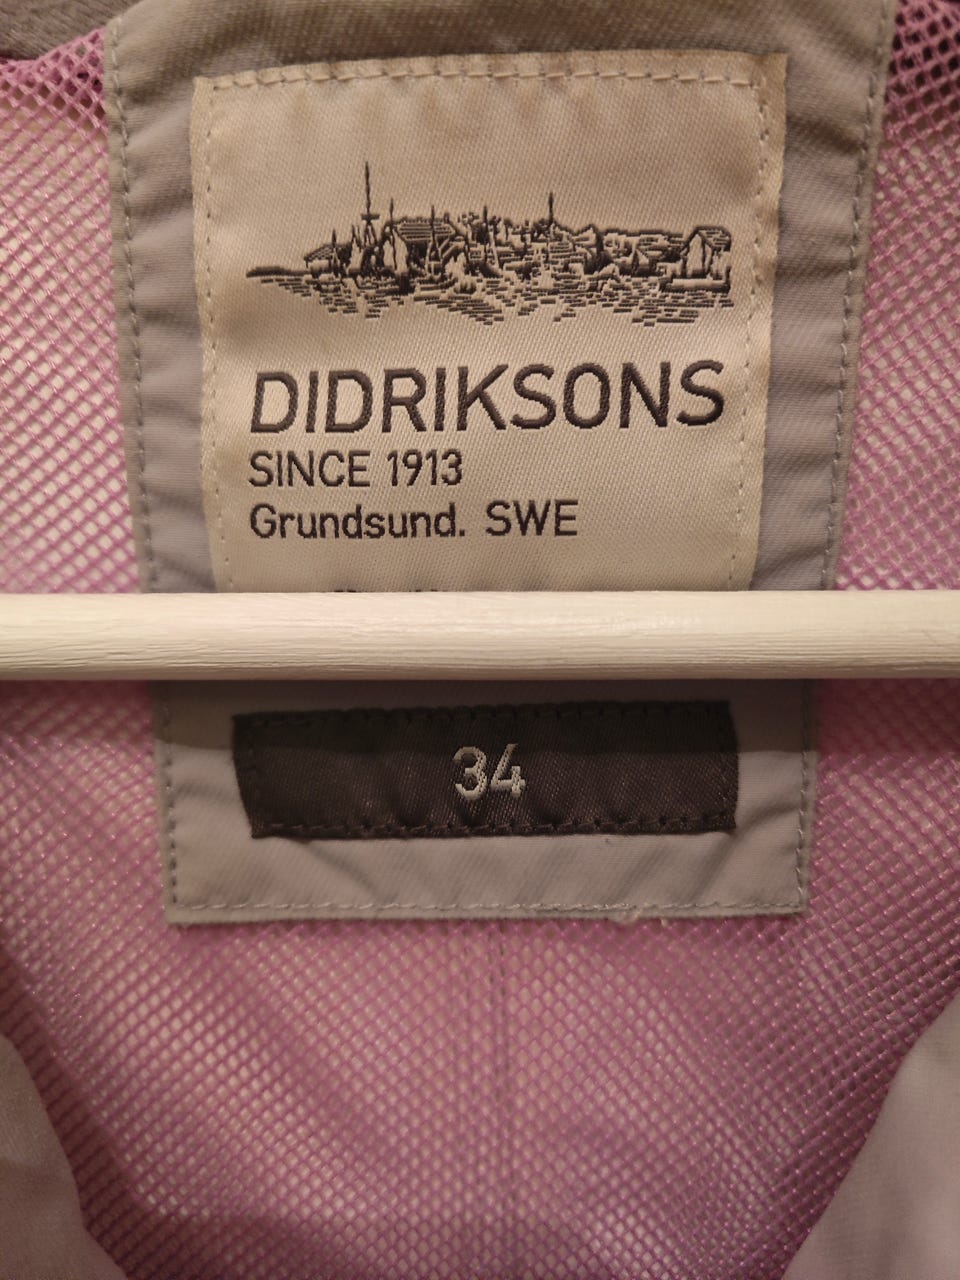 DIDRIKSONS
SINCE 1913
Grundsund. SWE
34